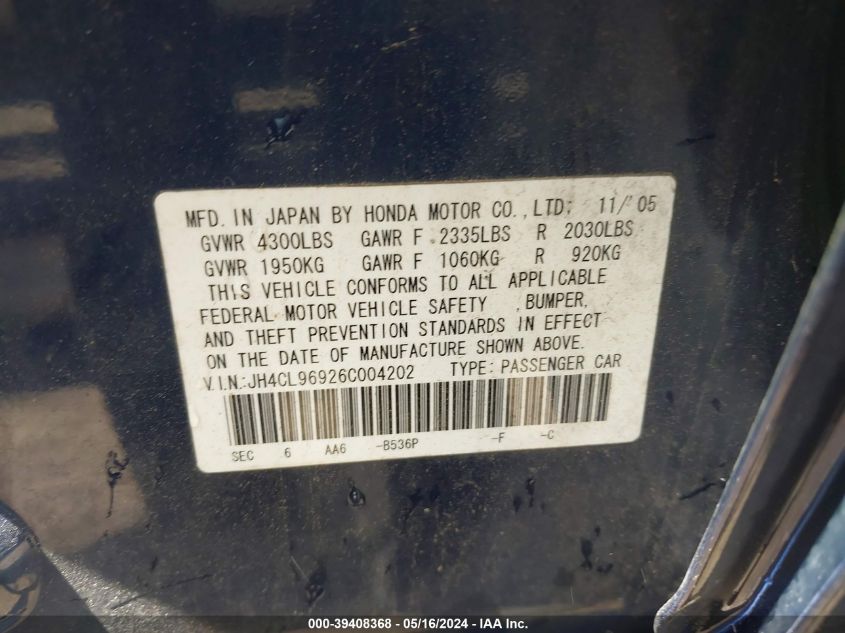 MFD. IN JAPAN BY HONDA MOTOR CO., LTD; 11/'05
GVWR 4300LBS GAWR F 2335LBS R 2030LBS
GVWR 1950KG GAWR F 1060KG R 920KG
THIS VEHICLE CONFORMS TO ALL APPLICABLE
FEDERAL MOTOR VEHICLE SAFETY , BUMPER,
AND THEFT PREVENTION STANDARDS IN EFFECT
ON THE DATE OF MANUFACTURE SHOWN ABOVE.
V.I.N.:JH4CL96926C004202 TYPE: PASSENGER CAR
SEC 6 AA6 -B536P -F -C
000-39408368 - 05/16/2024 - IAA Inc.